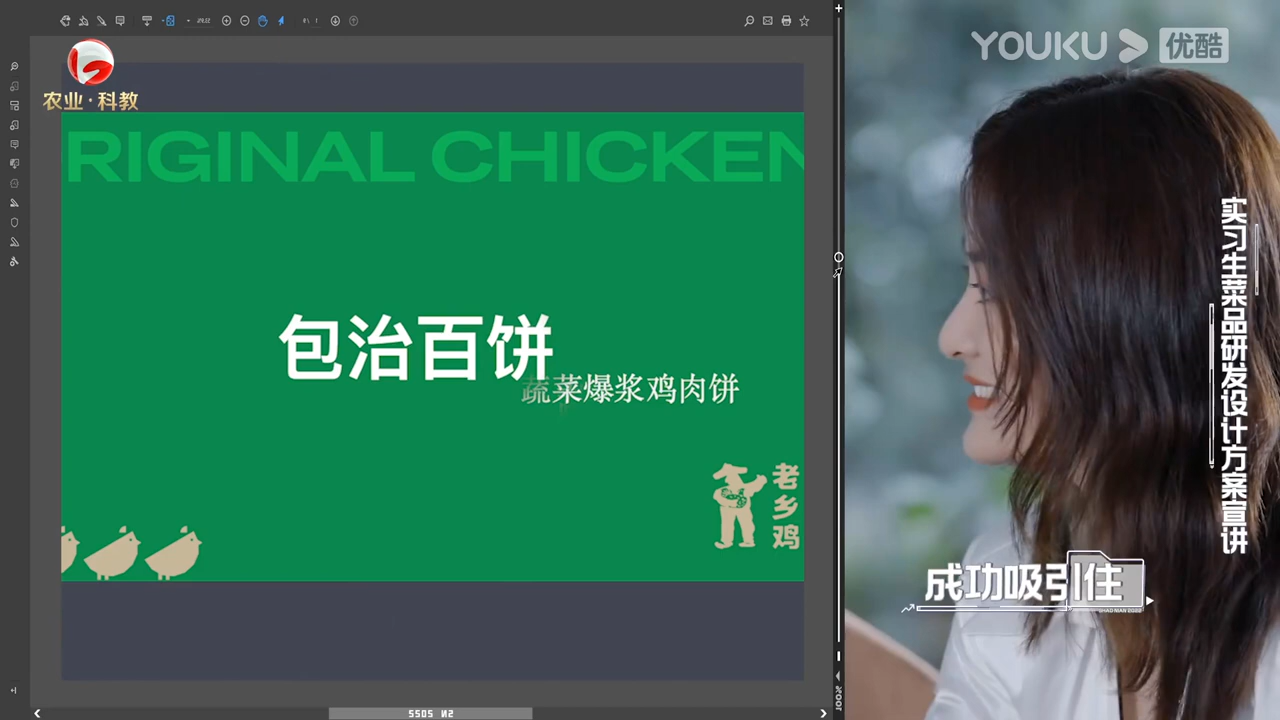 农业·科教
YOUKU 优酷
RIGINAL CHICKEN
包治百饼
蔬菜爆浆鸡肉饼
老乡鸡
实习生菜品研发设计方案宣讲
成功吸引住